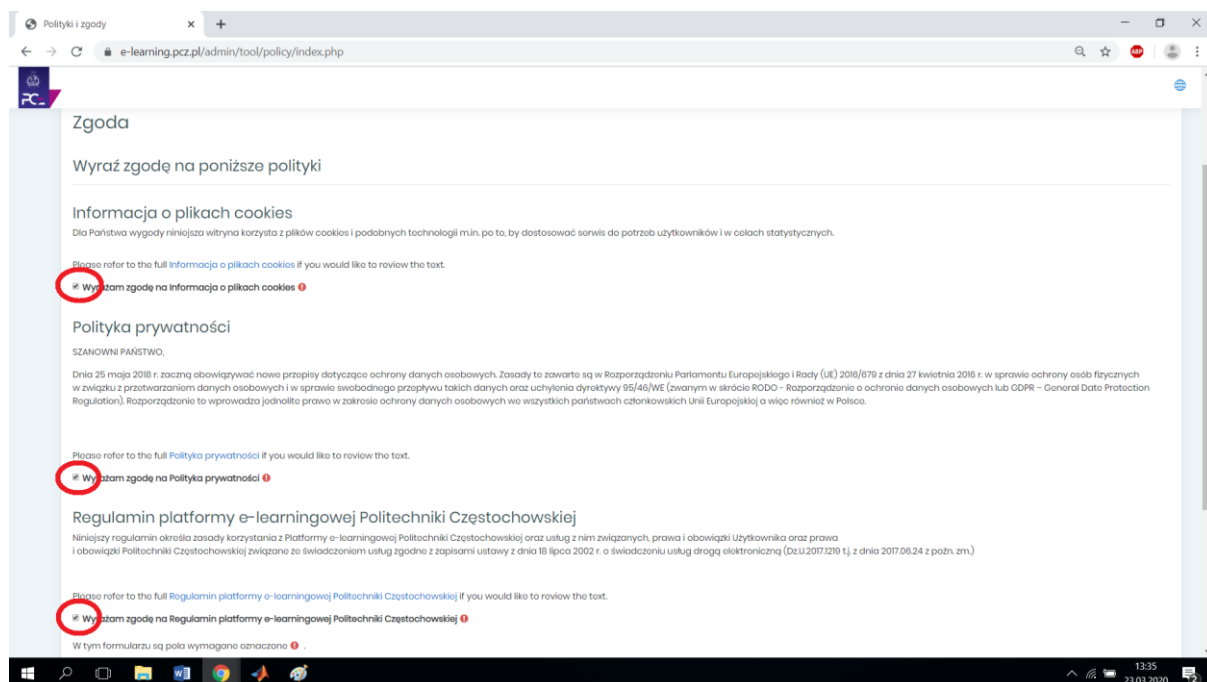 Polityki i zgody
e-learning.pcz.pl/admin/tool/policy/index.php
ABP
PC_
Zgoda
Wyraź zgodę na poniższe polityki
Informacja o plikach cookies
Dla Państwa wygody niniejsza witryna korzysta z plików cookies i podobnych technologii m.in. po to, by dostosować serwis do potrzeb użytkowników i w celach statystycznych.
Please refer to the full Informacja o plikach cookies if you would like to review the text.
Wyrażam zgodę na Informacja o plikach cookies
Polityka prywatności
SZANOWNI PAŃSTWO,
Dnia 25 maja 2018 r. zaczną obowiązywać nowe przepisy dotyczące ochrony danych osobowych. Zasady te zawarte są w Rozporządzeniu Parlamentu Europejskiego i Rady (UE) 2016/679 z dnia 27 kwietnia 2016 r. w sprawie ochrony osób fizycznych
w związku z przetwarzaniem danych osobowych i w sprawie swobodnego przepływu takich danych oraz uchylenia dyrektywy 95/46/WE (zwanym w skrócie RODO - Rozporządzenie o ochronie danych osobowych lub GDPR – General Date Protection
Regulation). Rozporządzenie to wprowadza jednolite prawo w zakresie ochrony danych osobowych we wszystkich państwach członkowskich Unii Europejskiej a więc również w Polsce.
Please refer to the full Polityka prywatności if you would like to review the text.
Wyrażam zgodę na Polityka prywatności
Regulamin platformy e-learningowej Politechniki Częstochowskiej
Niniejszy regulamin określa zasady korzystania z Platformy e-learningowej Politechniki Częstochowskiej oraz usług z nim związanych, prawa i obowiązki Użytkownika oraz prawa
i obowiązki Politechniki Częstochowskiej związane ze świadczeniem usług zgodne z zapisami ustawy z dnia 18 lipca 2002 r. o świadczeniu usług drogą elektroniczną (Dz.U.2017.1219 t.j. z dnia 2017.06.24 z poźn. zm.)
Please refer to the full Regulamin platformy e-learningowej Politechniki Częstochowskiej if you would like to review the text.
Wyrażam zgodę na Regulamin platformy e-learningowej Politechniki Częstochowskiej
W tym formularzu są pola wymagane oznaczone .
13:35
23.03.2020